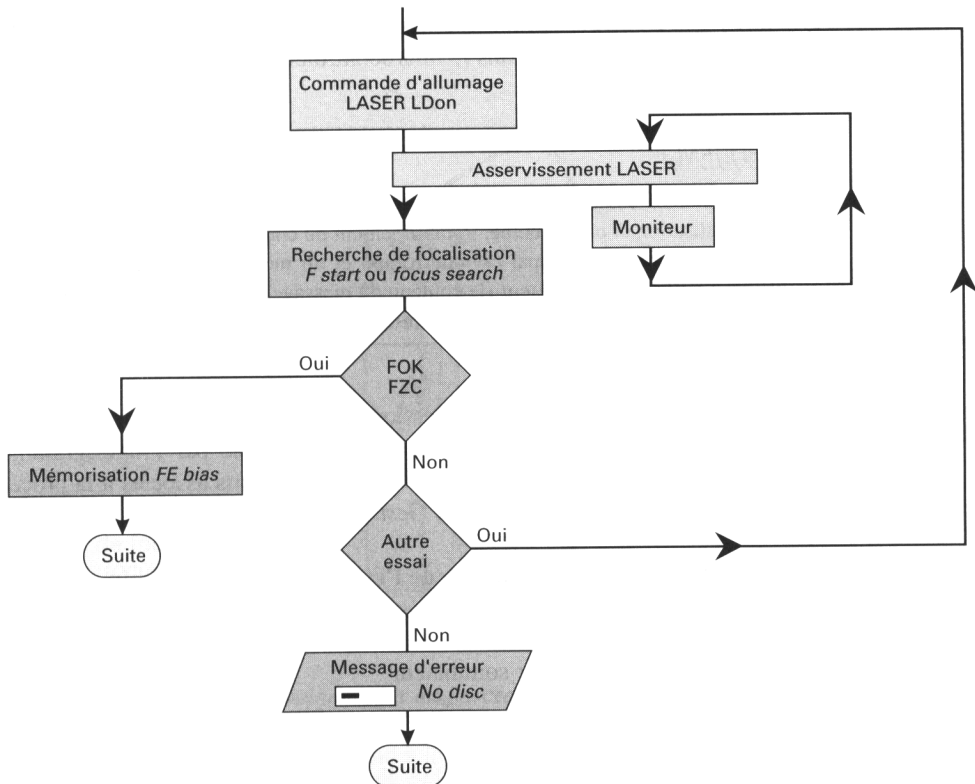 Commande d'allumage
LASER LDon
Asservissement LASER
Moniteur
Recherche de focalisation
F start ou focus search
Oui
FOK
FZC
Non
Mémorisation FE bias
Suite
Autre
essai
Oui
Non
Message d'erreur
No disc
Suite